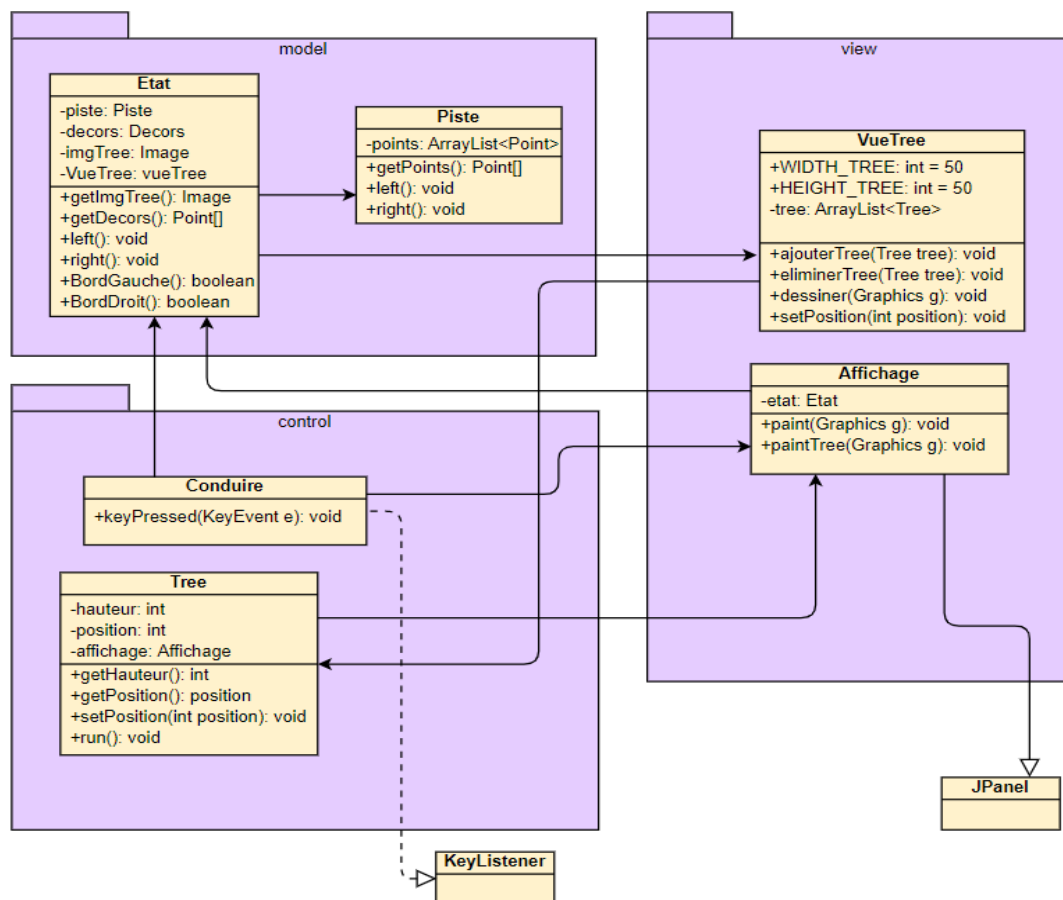 model
Etat
-piste: Piste
-decors: Decors
-imgTree: Image
-VueTree: vueTree
+getImgTree(): Image
+getDecors(): Point[]
+left(): void
+right(): void
+BordGauche(): boolean
+BordDroit(): boolean
Piste
-points: ArrayList<Point>
+getPoints(): Point[]
+left(): void
+right(): void
view
VueTree
+WIDTH_TREE: int = 50
+HEIGHT_TREE: int = 50
-tree: ArrayList<Tree>
+ajouterTree(Tree tree): void
+eliminerTree(Tree tree): void
+dessiner(Graphics g): void
+setPosition(int position): void
Affichage
-etat: Etat
+paint(Graphics g): void
+paintTree(Graphics g): void
control
Conduire
+keyPressed(KeyEvent e): void
Tree
-hauteur: int
-position: int
-affichage: Affichage
+getHauteur(): int
+getPosition(): position
+setPosition(int position): void
+run(): void
JPanel
KeyListener